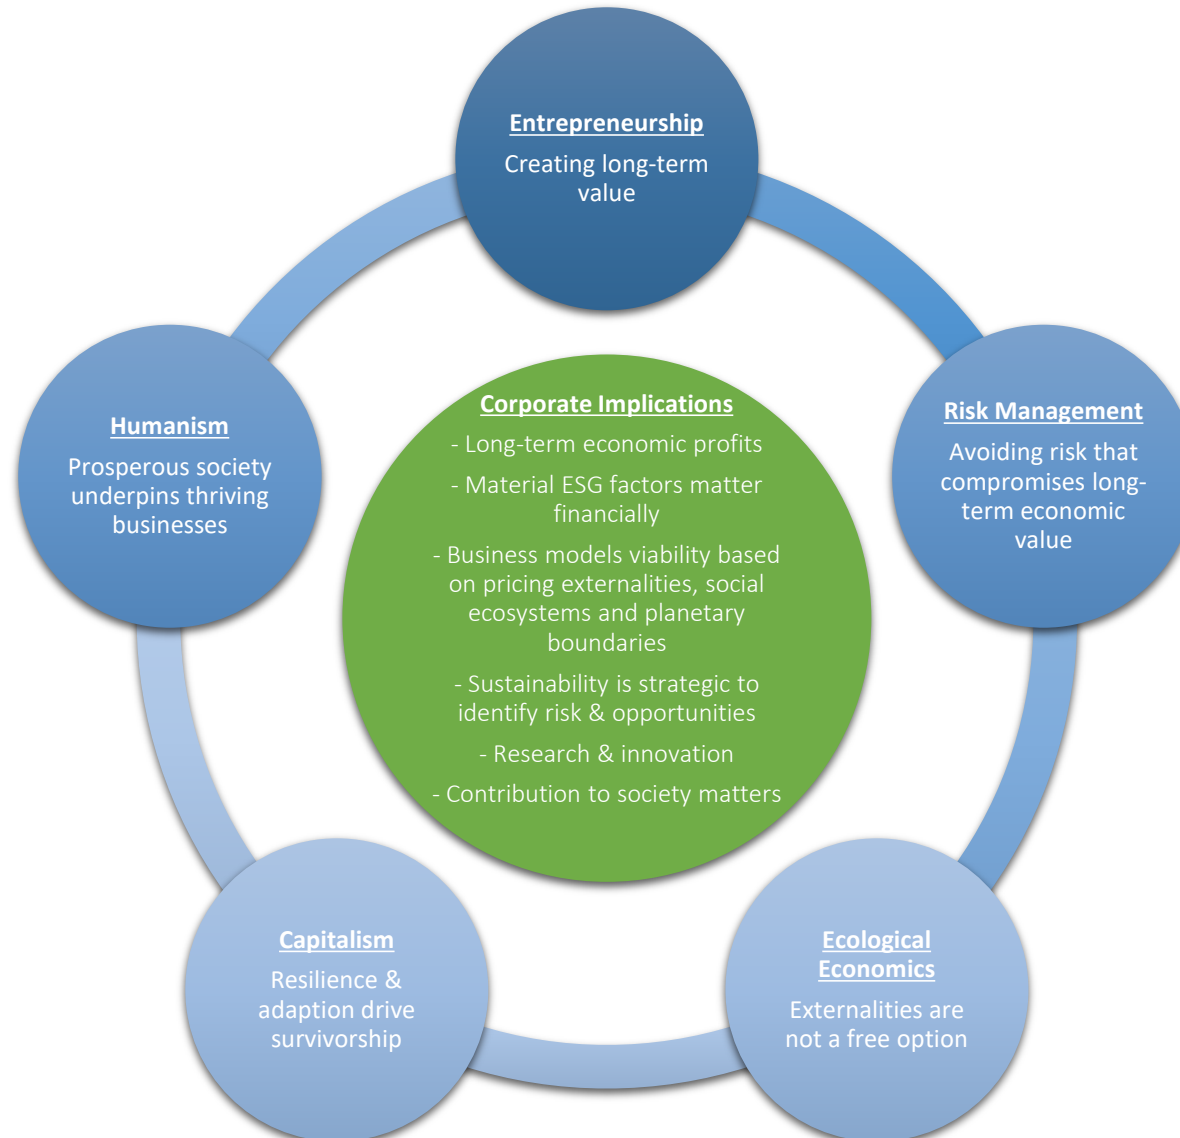 Entrepreneurship
Creating long-term
value
Humanism
Prosperous society
underpins thriving
businesses
Corporate Implications
- Long-term economic profits
- Material ESG factors matter
financially
- Business models viability based
on pricing externalities, social
ecosystems and planetary
boundaries
- Sustainability is strategic to
identify risk & opportunities
- Research & innovation
- Contribution to society matters
Risk Management
Avoiding risk that
compromises long-
term economic
value
Capitalism
Resilience &
adaption drive
survivorship
Ecological
Economics
Externalities are
not a free option